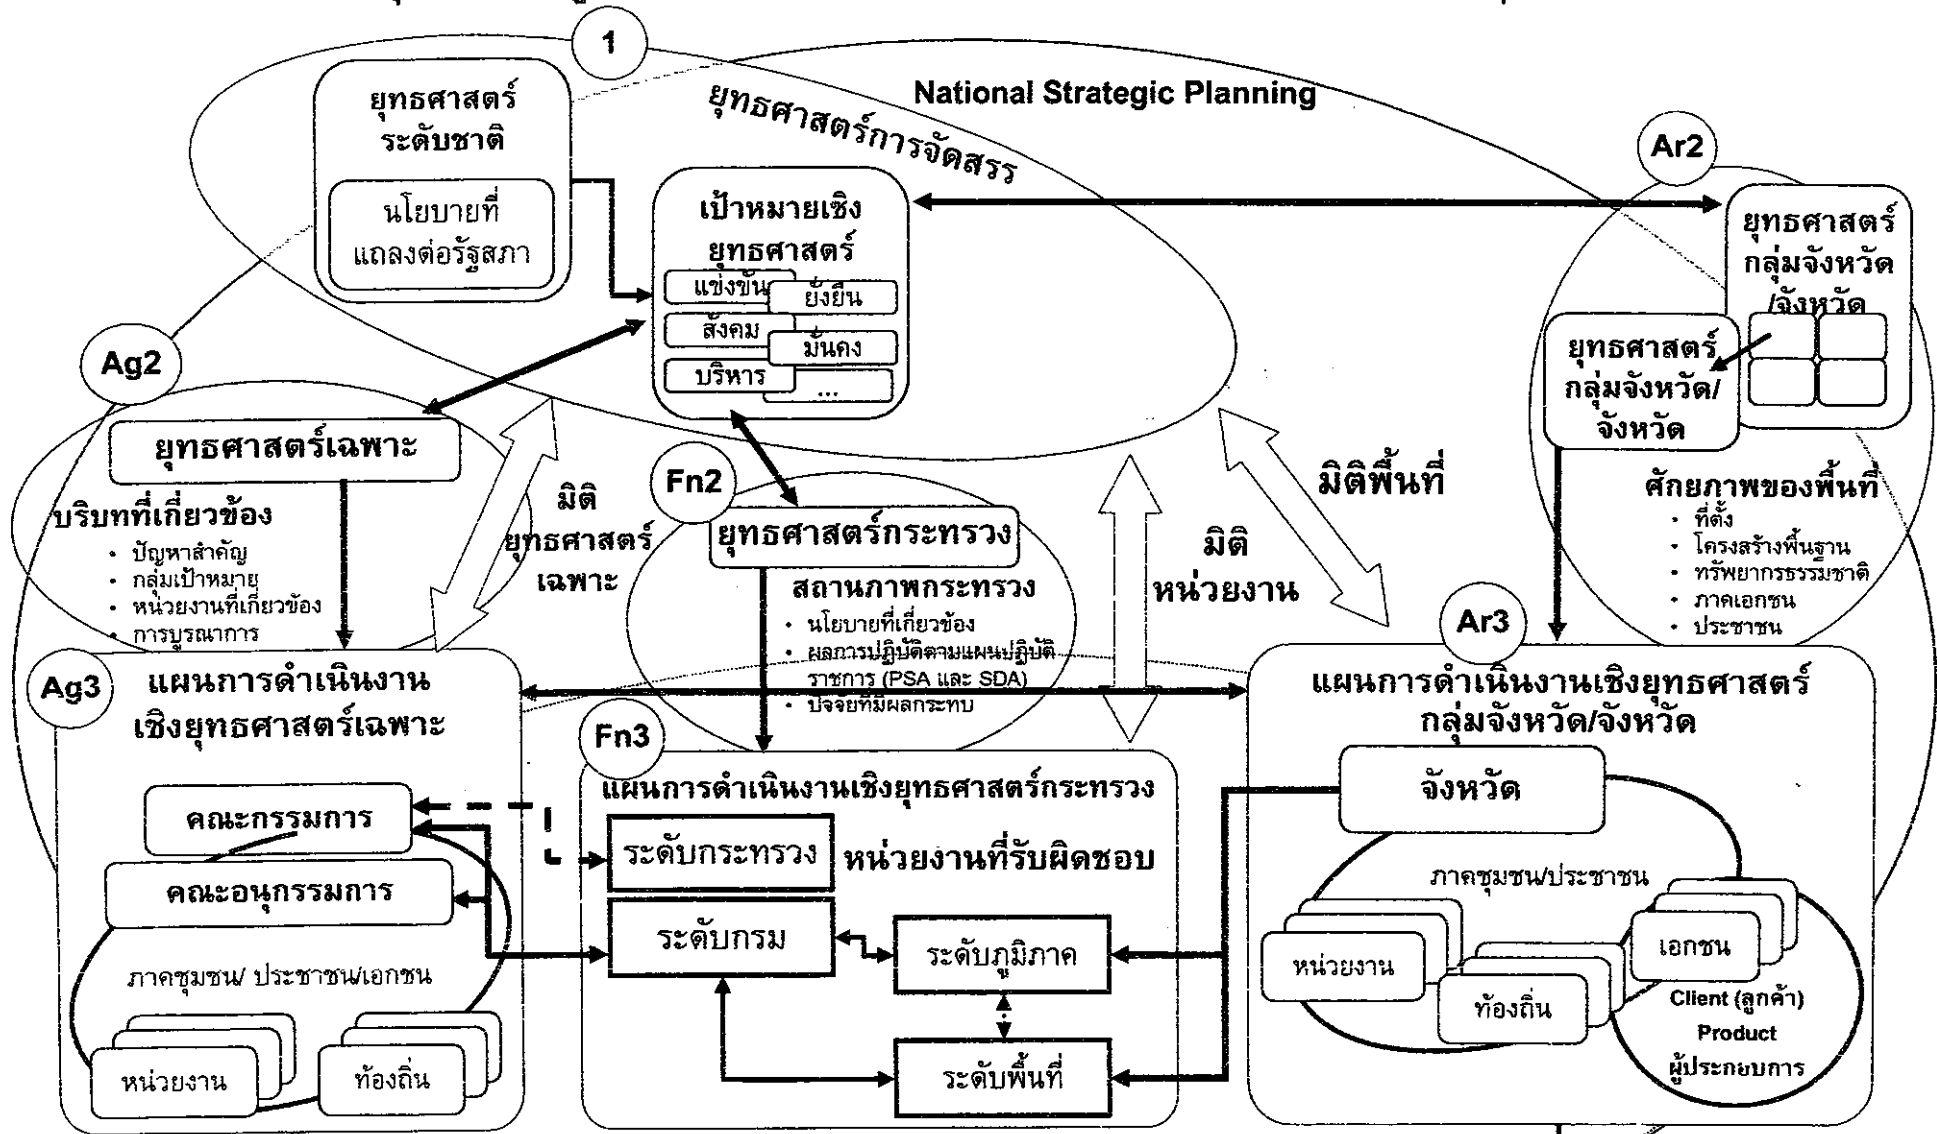 1
National Strategic Planning
ยุทธศาสตร์การจัดสรร
ยุทธศาสตร์
ระดับชาติ
นโยบายที่
แถลงต่อรัฐสภา
เป้าหมายเชิง
ยุทธศาสตร์
แข่งขัน
ยั่งยืน
สังคม
มั่นคง
บริหาร
...
Ar2
ยุทธศาสตร์
กลุ่มจังหวัด
/จังหวัด
ยุทธศาสตร์
กลุ่มจังหวัด/
จังหวัด
ศักยภาพของพื้นที่
• ที่ตั้ง
• โครงสร้างพื้นฐาน
• ทรัพยากรธรรมชาติ
• ภาคเอกชน
• ประชาชน
Ag2
ยุทธศาสตร์เฉพาะ
บริบทที่เกี่ยวข้อง
• ปัญหาสำคัญ
• กลุ่มเป้าหมาย
• หน่วยงานที่เกี่ยวข้อง
• การบูรณาการ
มิติ
ยุทธศาสตร์
เฉพาะ
Fn2
ยุทธศาสตร์กระทรวง
สถานภาพกระทรวง
• นโยบายที่เกี่ยวข้อง
• ผลการปฏิบัติตามแผนปฏิบัติ
ราชการ (PSA และ SDA)
• ปัจจัยที่มีผลกระทบ
มิติ
หน่วยงาน
มิติพื้นที่
Ag3
แผนการดำเนินงาน
เชิงยุทธศาสตร์เฉพาะ
คณะกรรมการ
คณะอนุกรรมการ
ภาคชุมชน/ ประชาชน/เอกชน
หน่วยงาน
ท้องถิ่น
Fn3
แผนการดำเนินงานเชิงยุทธศาสตร์กระทรวง
ระดับกระทรวง
หน่วยงานที่รับผิดชอบ
ระดับกรม
ระดับภูมิภาค
ระดับพื้นที่
Ar3
แผนการดำเนินงานเชิงยุทธศาสตร์
กลุ่มจังหวัด/จังหวัด
จังหวัด
ภาคชุมชน/ประชาชน
หน่วยงาน
ท้องถิ่น
เอกชน
Client (ลูกค้า)
Product
ผู้ประกอบการ